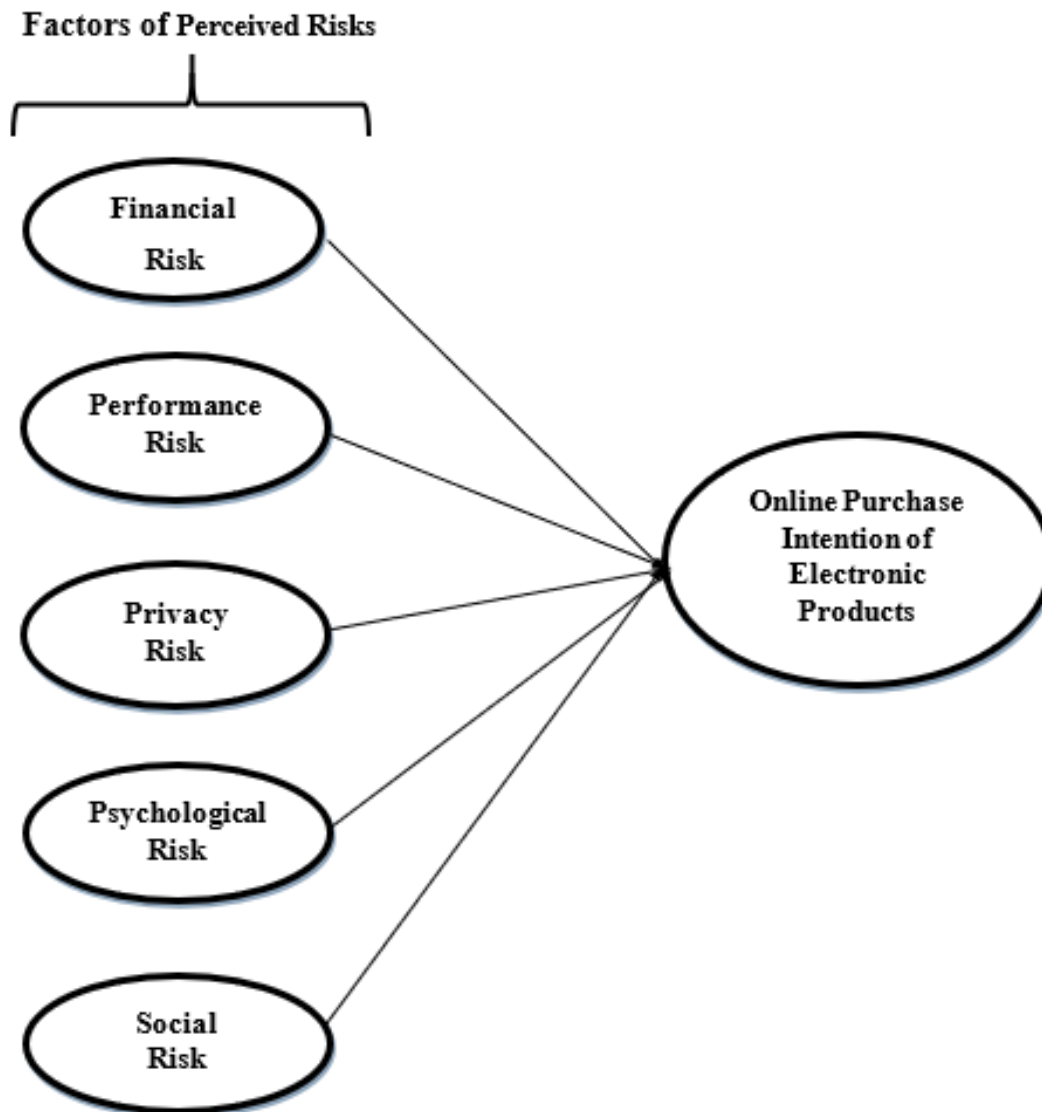 Factors of Perceived Risks
Financial
Risk
Performance
Risk
Privacy
Risk
Psychological
Risk
Social
Risk
Online Purchase
Intention of
Electronic
Products